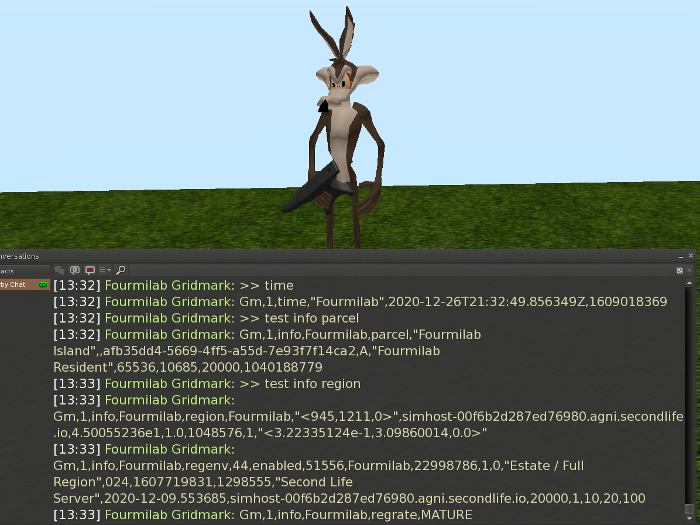 nversations
acts
by Chat
[13:32] Fourmilab Gridmark: >> time
[13:32] Fourmilab Gridmark: Gm,1,time,"Fourmilab",2020-12-26T21:32:49.856349Z,1609018369
[13:32] Fourmilab Gridmark: >> test info parcel
[13:32] Fourmilab Gridmark: Gm,1,info,Fourmilab,parcel,"Fourmilab
Island",,afb35dd4-5669-4ff5-a55d-7e93f7f14ca2,A,"Fourmilab
Resident",65536,10685,20000,1040188779
[13:33] Fourmilab Gridmark: >> test info region
[13:33] Fourmilab Gridmark:
Gm,1,info,Fourmilab,region,Fourmilab,"<945,1211,0>",simhost-00f6b2d287ed76980.agni.secondlife
.io,4.50055236e1,1.0,1048576,1,"<3.22335124e-1,3.09860014,0.0>"
[13:33] Fourmilab Gridmark:
Gm,1,info,Fourmilab,regenv,44,enabled,51556,Fourmilab,22998786,1,0,"Estate / Full
Region",024,1607719831,1298555,"Second Life
Server",2020-12-09.553685,simhost-00f6b2d287ed76980.agni.secondlife.io,20000,1,10,20,100
[13:33] Fourmilab Gridmark: Gm,1,info,Fourmilab,regrate,MATURE